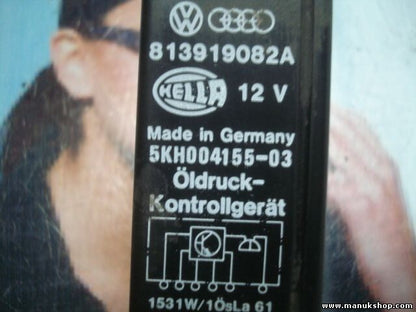 813919082A
HELLA 12 V
Made in Germany
5KH004155-03
Öldruck-
Kontrollgerät
1531W/1ÖsLa 61
www.manukshop.com